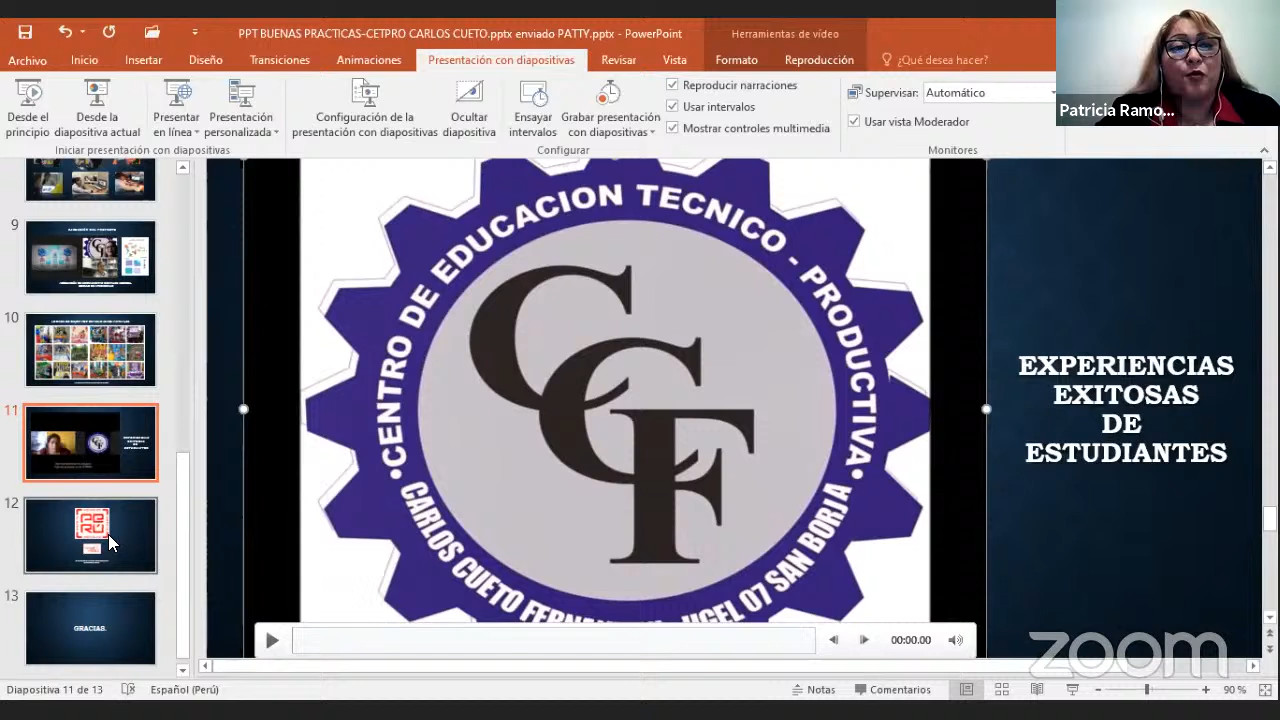 PPT BUENAS PRACTICAS-CETPRO CARLOS CUETO.pptx enviado PATTY.pptx - PowerPoint
Herramientas de vídeo
Archivo Inicio Insertar Diseño Transiciones Animaciones Presentación con diapositivas Revisar Vista Formato Reproducción ¿Qué desea hacer?
Patricia Ramo...
Desde el principio
Desde la diapositiva actual
Presentar en línea
Presentación personalizada
Configuración de la presentación con diapositivas
Ocultar diapositiva
Ensayar intervalos
Grabar presentación con diapositivas
Reproducir narraciones
Usar intervalos
Mostrar controles multimedia
Supervisar: Automático
Usar vista Moderador
Iniciar presentación con diapositivas
Configurar
Monitores
9
10
11
12
PERÚ
13
GRACIAS.
CENTRO DE EDUCACION TECNICO - PRODUCTIVA
CCF
CARLOS CUETO
UGEL 07 SAN BORJA
EXPERIENCIAS
EXITOSAS
DE
ESTUDIANTES
00:00.00
zoom
Diapositiva 11 de 13 Español (Perú) Notas Comentarios 90 %